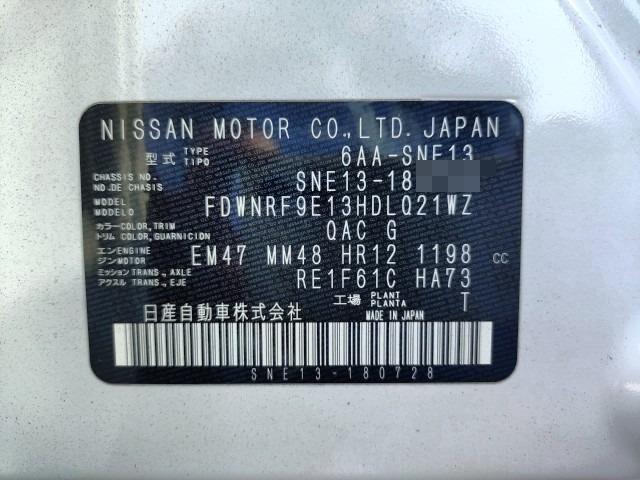 NISSAN MOTOR CO.,LTD. JAPAN
型式 TYPE TIPO 6AA-SNE13
CHASSIS NO. NO.DE CHASIS SNE13-18
MODEL MODELO FDWNRF9E13HDLQ21WZ
カラー COLOR, TRIM トリム COLOR, GUARNICION QAC G
エンジン ENGINE ジン MOTOR EM47 MM48 HR12 1198 CC
ミッション TRANS., AXLE アクスル TRANS., EJE RE1F61C HA73
工場 PLANT PLANTA T
日産自動車株式会社 MADE IN JAPAN
SNE13-180728